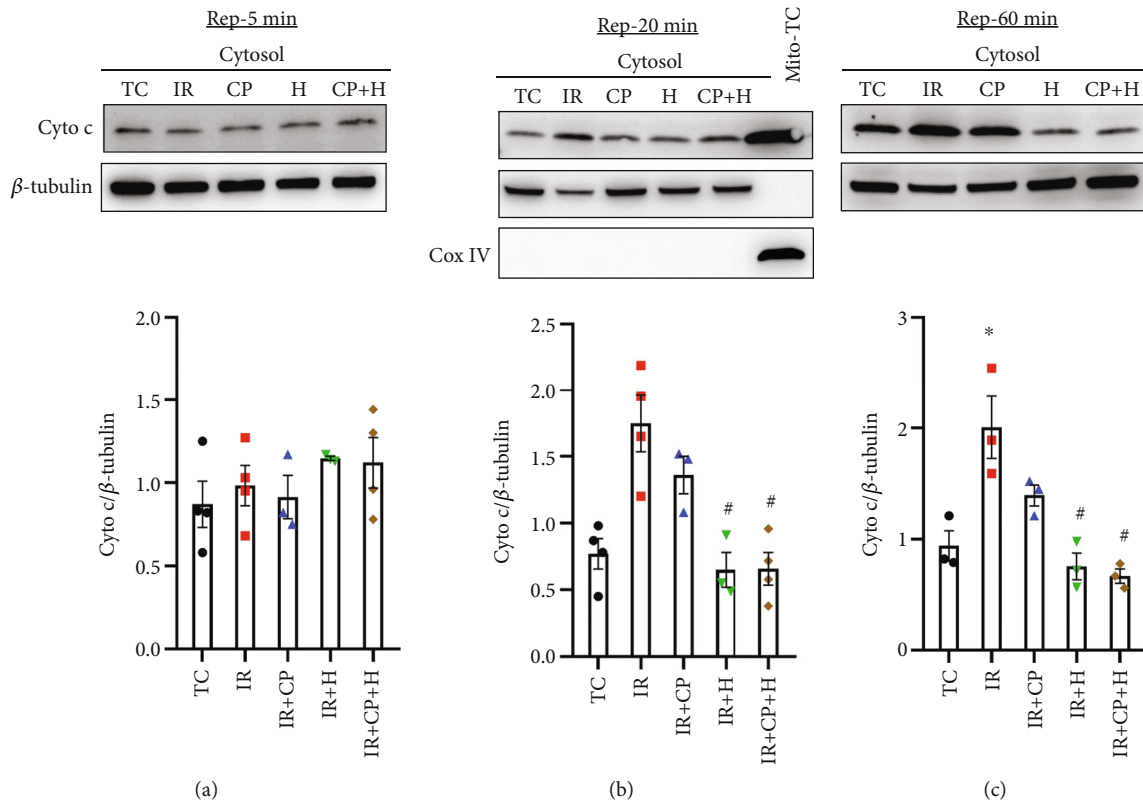 Rep-5 min
Cytosol
TC IR CP H CP+H
Cyto c
β-tubulin
Rep-20 min
Cytosol
Mito-TC
TC IR CP H CP+H
Cox IV
Rep-60 min
Cytosol
TC IR CP H CP+H
Cyto c/β-tubulin
2.0
1.5
1.0
0.5
0.0
TC
IR
IR+CP
IR+H
IR+CP+H
(a)
Cyto c/β-tubulin
2.5
2.0
1.5
1.0
0.5
0.0
# #
TC
IR
IR+CP
IR+H
IR+CP+H
(b)
Cyto c/β-tubulin
3
2
1
0
*
#
#
TC
IR
IR+CP
IR+H
IR+CP+H
(c)